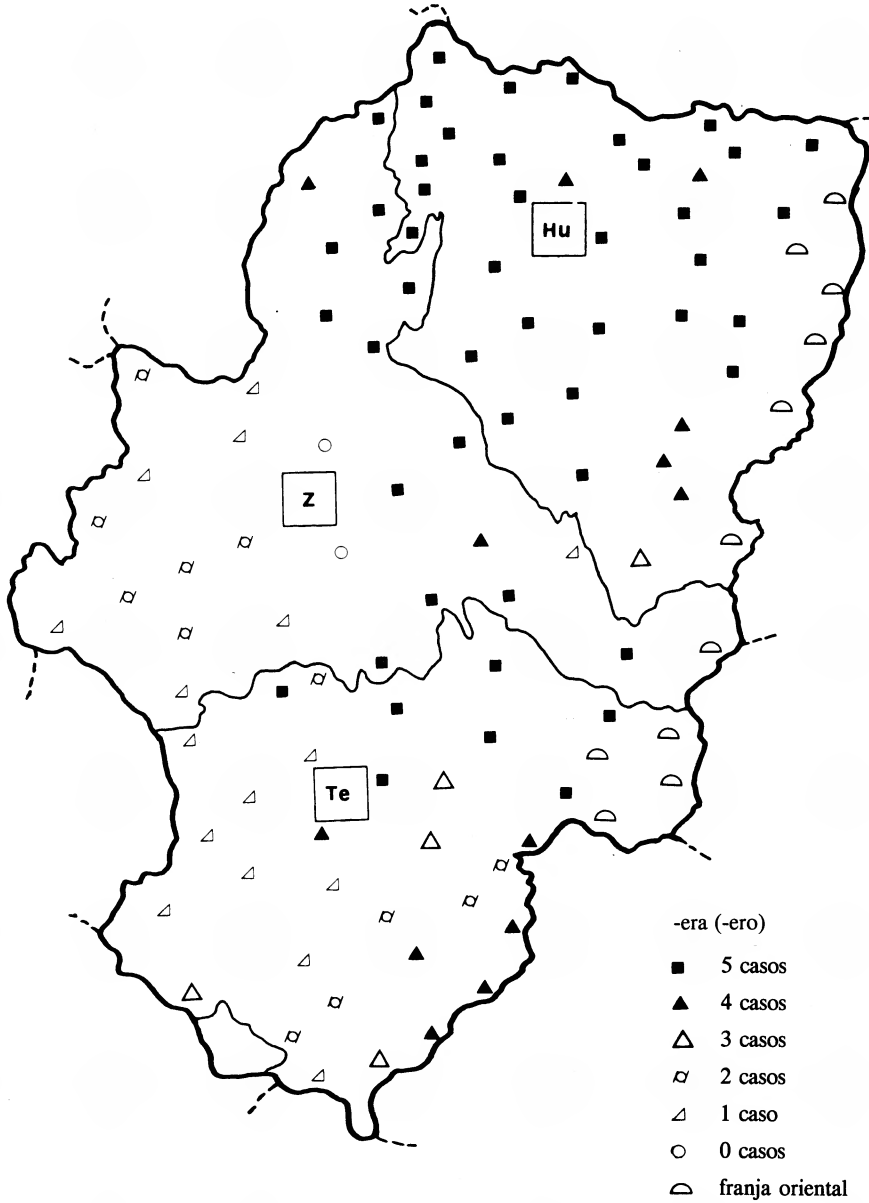 Hu
Z
Te
-era (-ero)
5 casos
4 casos
3 casos
2 casos
1 caso
0 casos
franja oriental